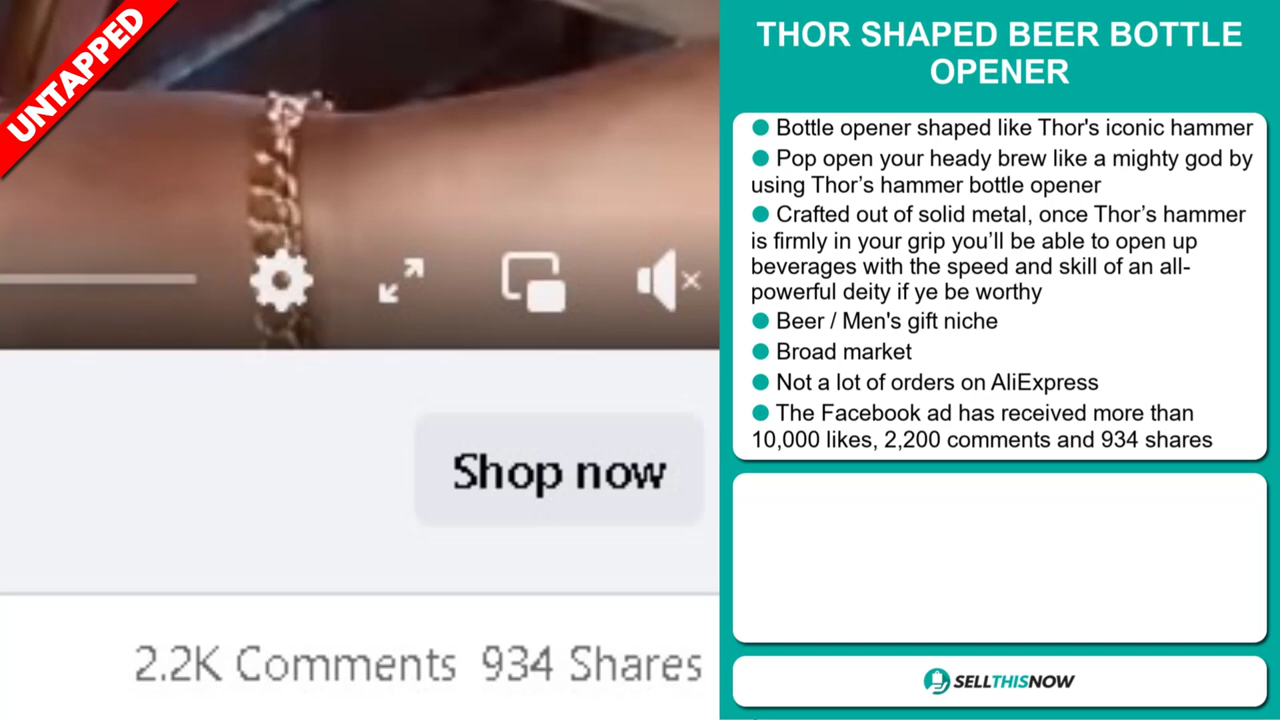 UNTAPPED
Shop now
2.2K Comments 934 Shares
THOR SHAPED BEER BOTTLE
OPENER
● Bottle opener shaped like Thor's iconic hammer
● Pop open your heady brew like a mighty god by
using Thor’s hammer bottle opener
● Crafted out of solid metal, once Thor’s hammer
is firmly in your grip you’ll be able to open up
beverages with the speed and skill of an all-
powerful deity if ye be worthy
● Beer / Men's gift niche
● Broad market
● Not a lot of orders on AliExpress
● The Facebook ad has received more than
10,000 likes, 2,200 comments and 934 shares
SELLTHISNOW